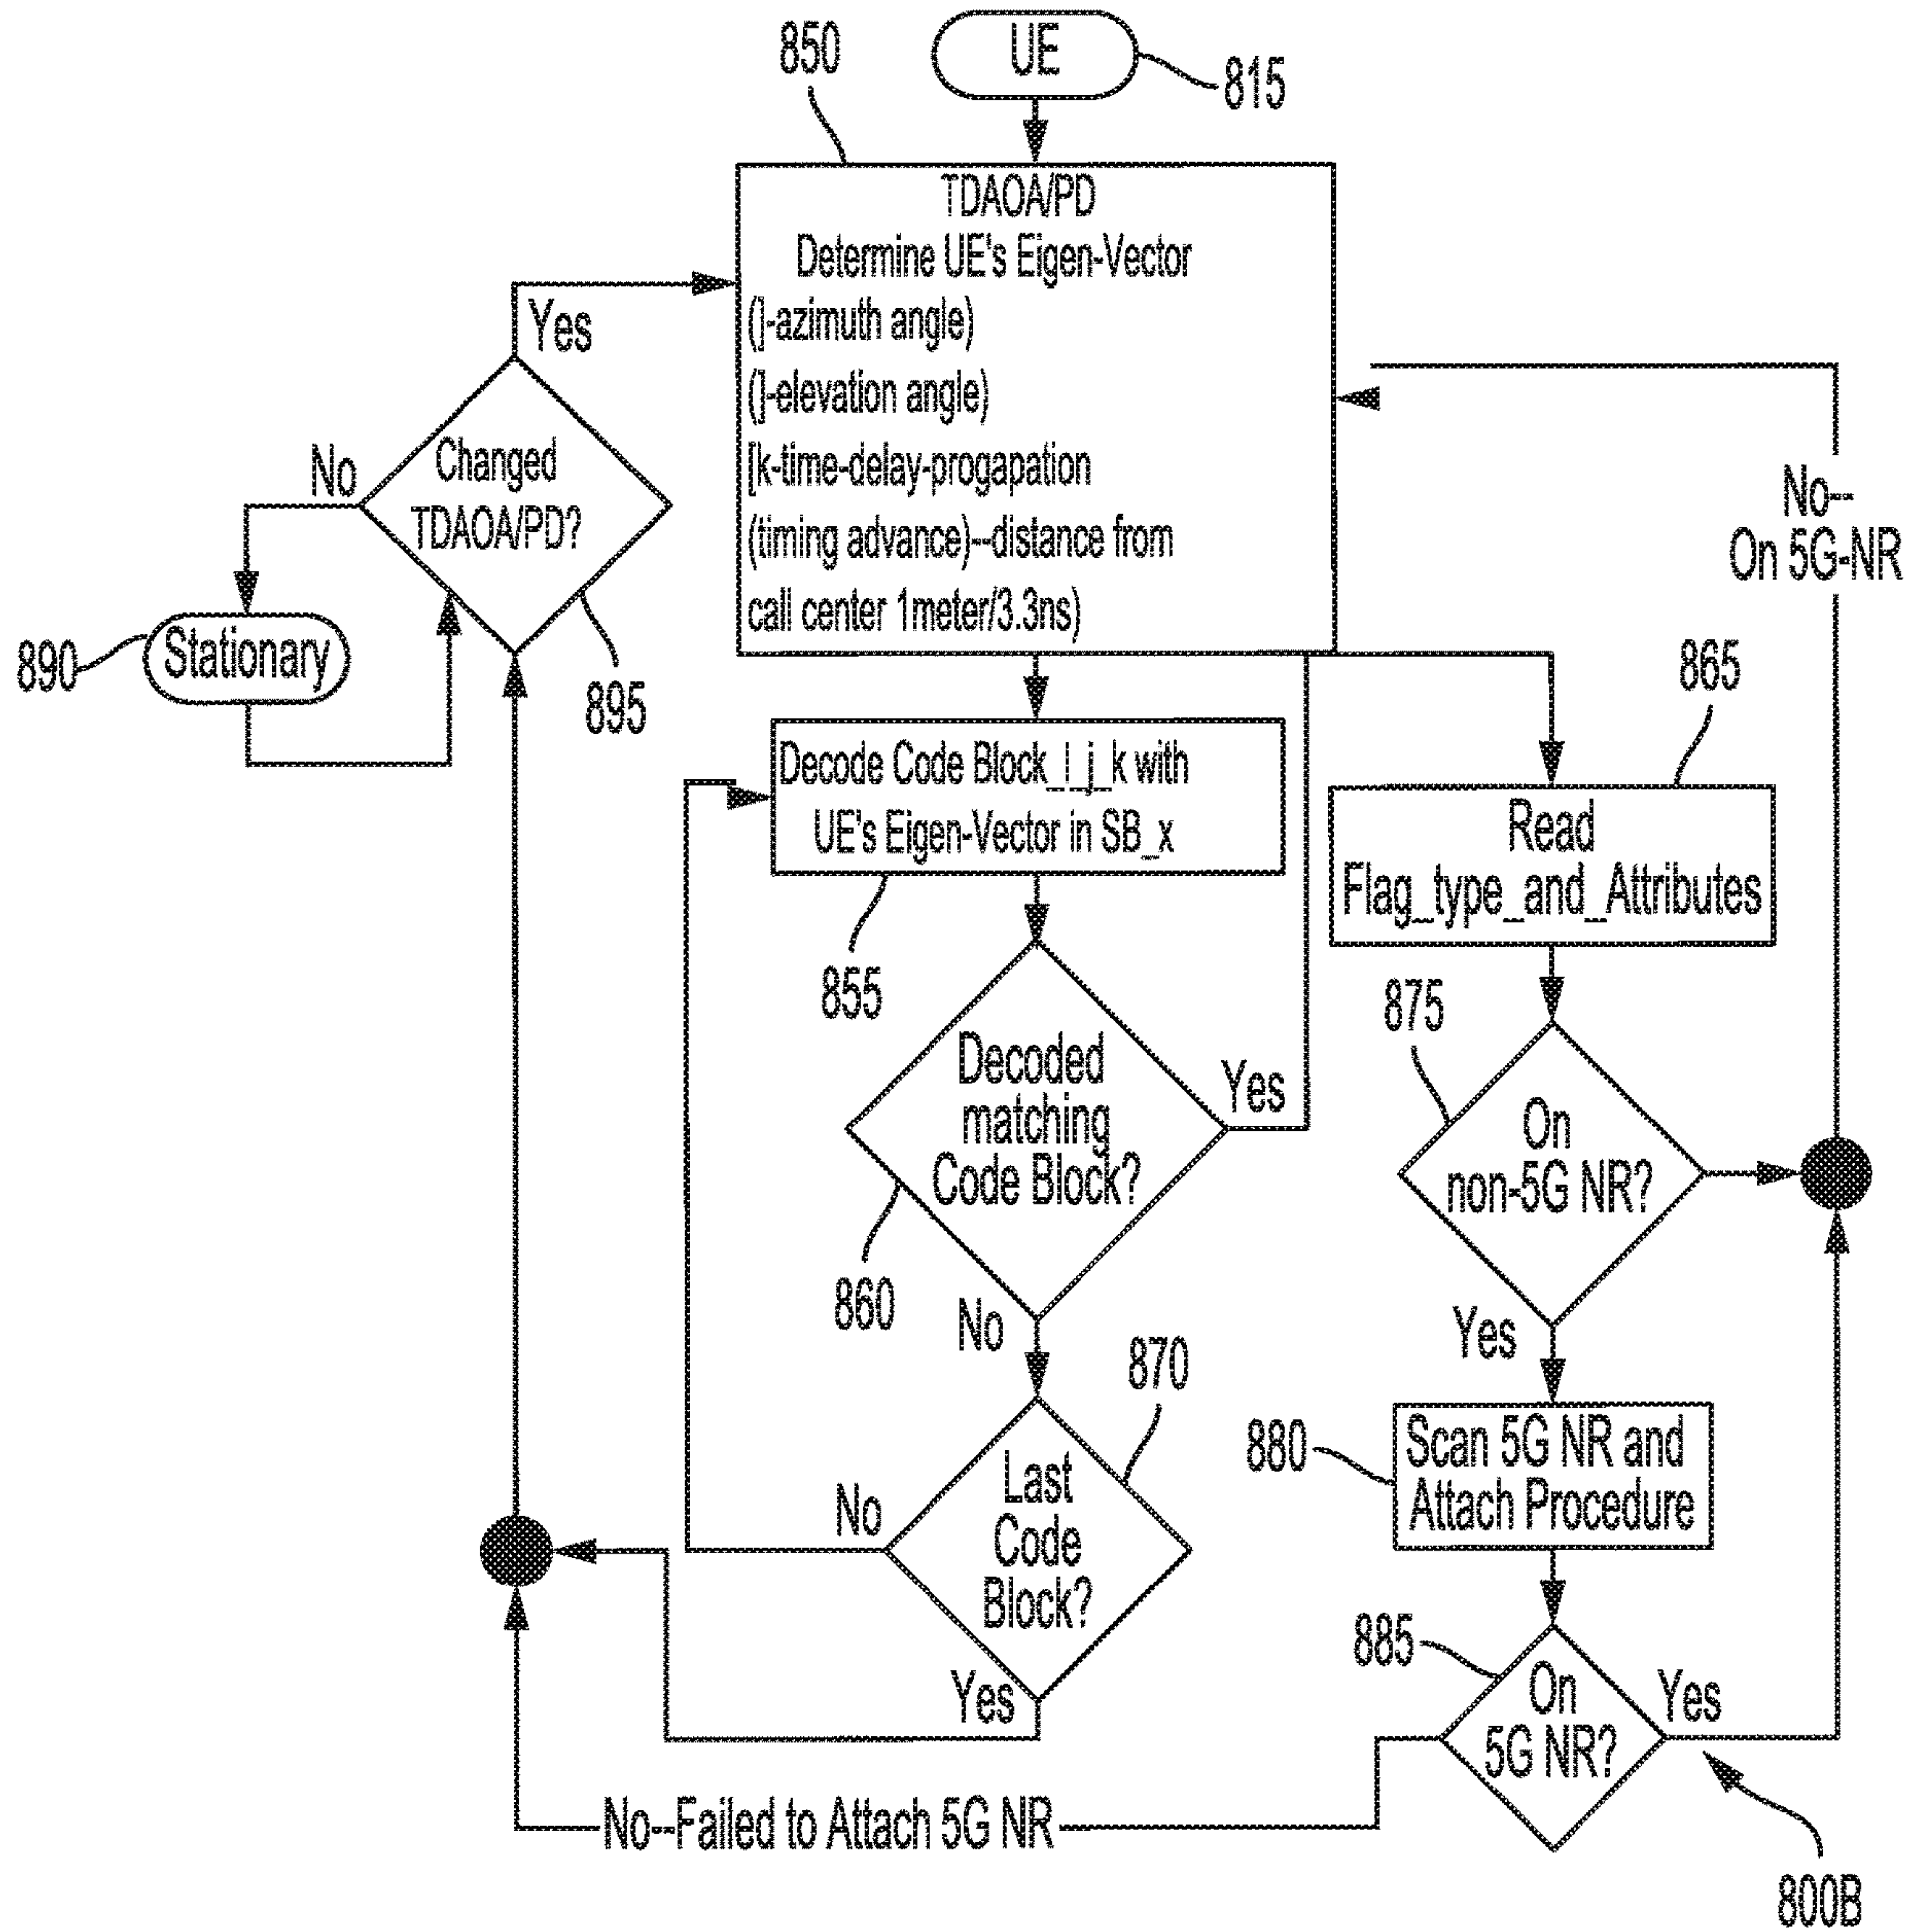 UE
815
850
TDAOA/PD
Determine UE's Eigen-Vector
(]-azimuth angle)
(]-elevation angle)
[k-time-delay-progapation
(timing advance)--distance from
call center 1meter/3.3ns)
Yes
No
Changed
TDAOA/PD?
890
Stationary
895
No--
On 5G-NR
865
Decode Code Block_I_j_k with
UE's Eigen-Vector in SB_x
855
Read
Flag_type_and_Attributes
875
Decoded
matching
Code Block?
Yes
860
No
On
non-5G NR?
Yes
870
Last
Code
Block?
No
Yes
880
Scan 5G NR and
Attach Procedure
885
On
5G NR?
Yes
No--Failed to Attach 5G NR
800B